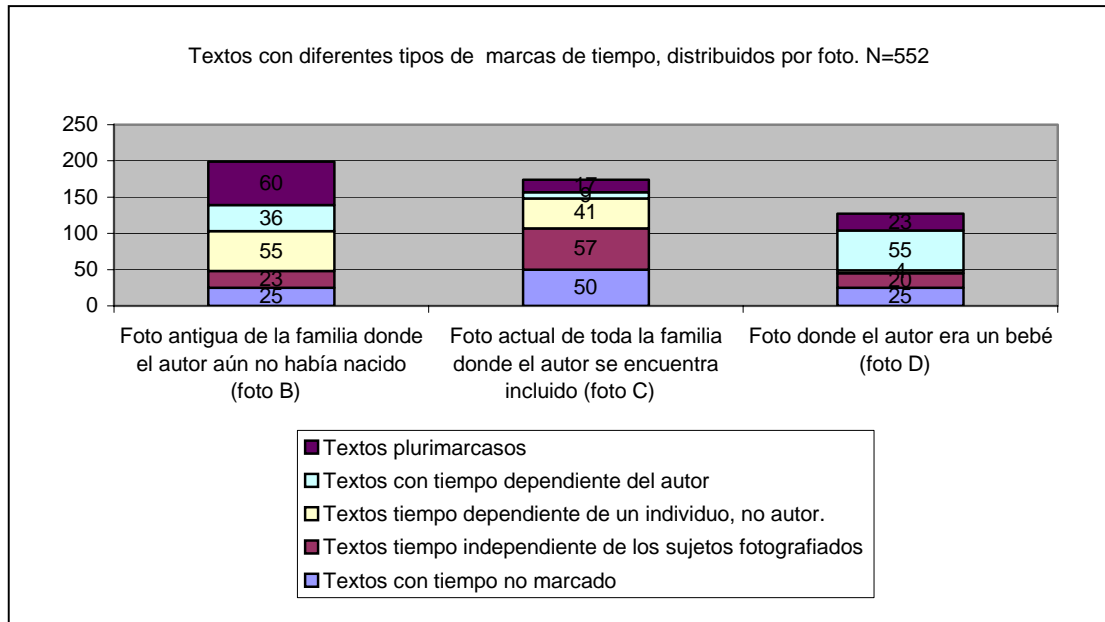 Textos con diferentes tipos de marcas de tiempo, distribuidos por foto. N=552
250
200
150
100
50
0
60
36
55
23
25
17
9
41
57
50
23
55
4
20
25
Foto antigua de la familia donde
el autor aún no había nacido
(foto B)
Foto actual de toda la familia
donde el autor se encuentra
incluido (foto C)
Foto donde el autor era un bebé
(foto D)
Textos plurimarcasos
Textos con tiempo dependiente del autor
Textos tiempo dependiente de un individuo, no autor.
Textos tiempo independiente de los sujetos fotografiados
Textos con tiempo no marcado